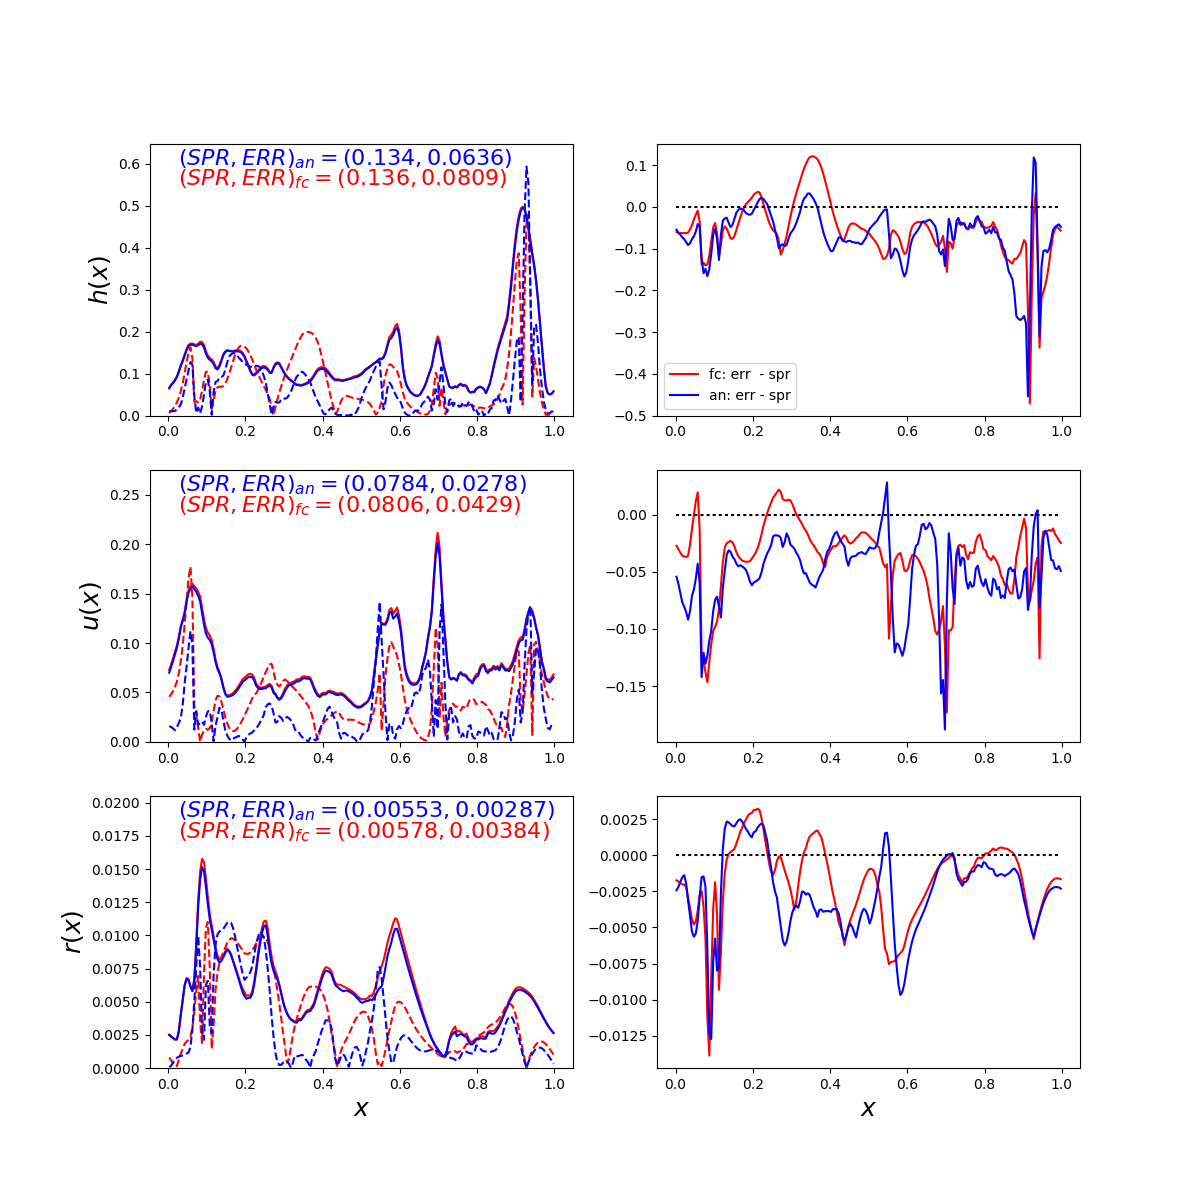 (SPR, ERR)an = (0.134, 0.0636)
(SPR, ERR)fc = (0.136, 0.0809)
h(x)
0.6
0.5
0.4
0.3
0.2
0.1
0.0
0.0 0.2 0.4 0.6 0.8 1.0
0.1
0.0
−0.1
−0.2
−0.3
−0.4
−0.5
fc: err - spr
an: err - spr
0.0 0.2 0.4 0.6 0.8 1.0
(SPR, ERR)an = (0.0784, 0.0278)
(SPR, ERR)fc = (0.0806, 0.0429)
u(x)
0.25
0.20
0.15
0.10
0.05
0.00
0.0 0.2 0.4 0.6 0.8 1.0
0.00
−0.05
−0.10
−0.15
0.0 0.2 0.4 0.6 0.8 1.0
(SPR, ERR)an = (0.00553, 0.00287)
(SPR, ERR)fc = (0.00578, 0.00384)
r(x)
0.0200
0.0175
0.0150
0.0125
0.0100
0.0075
0.0050
0.0025
0.0000
0.0 0.2 0.4 0.6 0.8 1.0
x
0.0025
0.0000
−0.0025
−0.0050
−0.0075
−0.0100
−0.0125
0.0 0.2 0.4 0.6 0.8 1.0
x